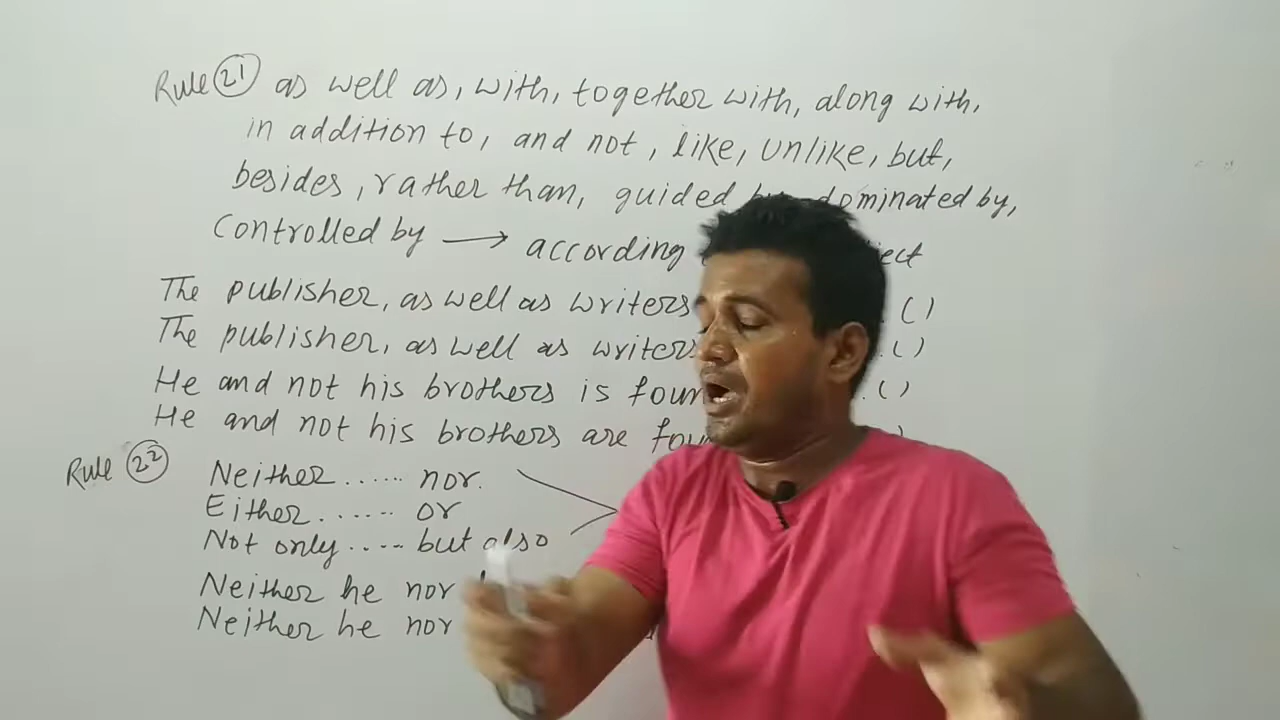 Rule 21 as well as, with, together with, along with,
in addition to, and not, like, unlike, but,
besides, rather than, guided dominated by,
Controlled by → according
The publisher, as well as writers ()
The publisher, as well as writers .()
He and not his brothers is .()
He and not his brothers are )
Rule 22 Neither ...... nor.
Either ...... or
Not only ..... but also
Neither he nor
Neither he nor